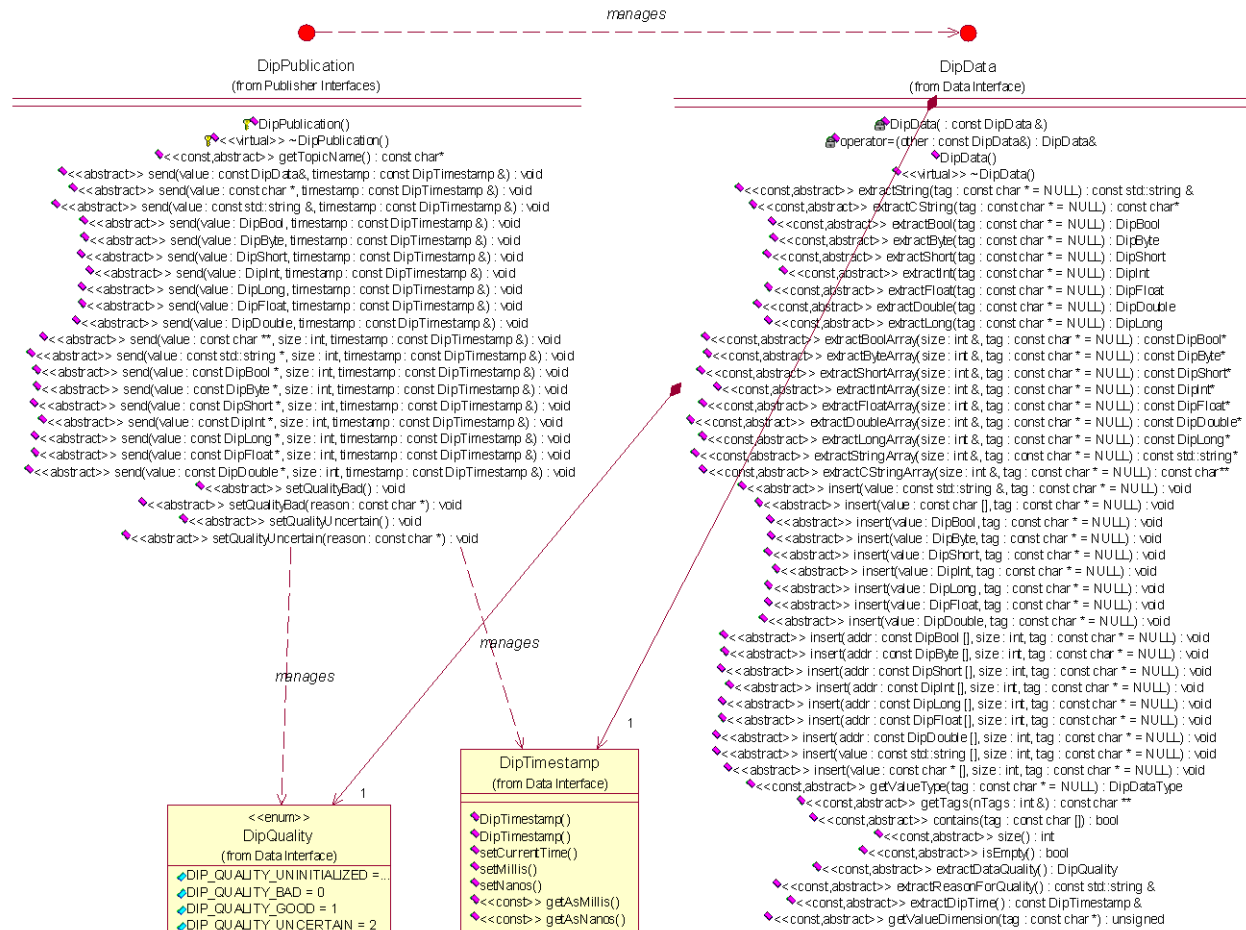 manages
DipPublication
(from Publisher Interfaces)
DipPublication()
<<virtual>> ~DipPublication()
<<const,abstract>> getTopicName() : const char*
<<abstract>> send(value : const DipData&, timestamp : const DipTimestamp &) : void
<<abstract>> send(value : const char *, timestamp : const DipTimestamp &) : void
<<abstract>> send(value : const std::string &, timestamp : const DipTimestamp &) : void
<<abstract>> send(value : DipBool, timestamp : const DipTimestamp &) : void
<<abstract>> send(value : DipByte, timestamp : const DipTimestamp &) : void
<<abstract>> send(value : DipShort, timestamp : const DipTimestamp &) : void
<<abstract>> send(value : DipInt, timestamp : const DipTimestamp &) : void
<<abstract>> send(value : DipLong, timestamp : const DipTimestamp &) : void
<<abstract>> send(value : DipFloat, timestamp : const DipTimestamp &) : void
<<abstract>> send(value : DipDouble, timestamp : const DipTimestamp &) : void
<<abstract>> send(value : const char **, size : int, timestamp : const DipTimestamp &) : void
<<abstract>> send(value : const std::string *, size : int, timestamp : const DipTimestamp &) : void
<<abstract>> send(value : const DipBool *, size : int, timestamp : const DipTimestamp &) : void
<<abstract>> send(value : const DipByte *, size : int, timestamp : const DipTimestamp &) : void
<<abstract>> send(value : const DipShort *, size : int, timestamp : const DipTimestamp &) : void
<<abstract>> send(value : const DipInt *, size : int, timestamp : const DipTimestamp &) : void
<<abstract>> send(value : const DipLong *, size : int, timestamp : const DipTimestamp &) : void
<<abstract>> send(value : const DipFloat *, size : int, timestamp : const DipTimestamp &) : void
<<abstract>> send(value : const DipDouble *, size : int, timestamp : const DipTimestamp &) : void
<<abstract>> setQualityBad() : void
<<abstract>> setQualityBad(reason : const char *) : void
<<abstract>> setQualityUncertain() : void
<<abstract>> setQualityUncertain(reason : const char *) : void
DipData
(from Data Interface)
DipData( : const DipData &)
operator=(other : const DipData&) : DipData&
DipData()
<<virtual>> ~DipData()
<<const,abstract>> extractString(tag : const char * = NULL) : const std::string &
<<const,abstract>> extractCString(tag : const char * = NULL) : const char*
<<const,abstract>> extractBool(tag : const char * = NULL) : DipBool
<<const,abstract>> extractByte(tag : const char * = NULL) : DipByte
<<const,abstract>> extractShort(tag : const char * = NULL) : DipShort
<<const,abstract>> extractInt(tag : const char * = NULL) : DipInt
<<const,abstract>> extractFloat(tag : const char * = NULL) : DipFloat
<<const,abstract>> extractDouble(tag : const char * = NULL) : DipDouble
<<const,abstract>> extractLong(tag : const char * = NULL) : DipLong
<<const,abstract>> extractBoolArray(size : int &, tag : const char * = NULL) : const DipBool*
<<const,abstract>> extractByteArray(size : int &, tag : const char * = NULL) : const DipByte*
<<const,abstract>> extractShortArray(size : int &, tag : const char * = NULL) : const DipShort*
<<const,abstract>> extractIntArray(size : int &, tag : const char * = NULL) : const DipInt*
<<const,abstract>> extractFloatArray(size : int &, tag : const char * = NULL) : const DipFloat*
<<const,abstract>> extractDoubleArray(size : int &, tag : const char * = NULL) : const DipDouble*
<<const,abstract>> extractLongArray(size : int &, tag : const char * = NULL) : const DipLong*
<<const,abstract>> extractStringArray(size : int &, tag : const char * = NULL) : const std::string*
<<const,abstract>> extractCStringArray(size : int &, tag : const char * = NULL) : const char**
<<abstract>> insert(value : const std::string &, tag : const char * = NULL) : void
<<abstract>> insert(value : const char [], tag : const char * = NULL) : void
<<abstract>> insert(value : DipBool, tag : const char * = NULL) : void
<<abstract>> insert(value : DipByte, tag : const char * = NULL) : void
<<abstract>> insert(value : DipShort, tag : const char * = NULL) : void
<<abstract>> insert(value : DipInt, tag : const char * = NULL) : void
<<abstract>> insert(value : DipLong, tag : const char * = NULL) : void
<<abstract>> insert(value : DipFloat, tag : const char * = NULL) : void
<<abstract>> insert(value : DipDouble, tag : const char * = NULL) : void
<<abstract>> insert(addr : const DipBool [], size : int, tag : const char * = NULL) : void
<<abstract>> insert(addr : const DipByte [], size : int, tag : const char * = NULL) : void
<<abstract>> insert(addr : const DipShort [], size : int, tag : const char * = NULL) : void
<<abstract>> insert(addr : const DipInt [], size : int, tag : const char * = NULL) : void
<<abstract>> insert(addr : const DipLong [], size : int, tag : const char * = NULL) : void
<<abstract>> insert(addr : const DipFloat [], size : int, tag : const char * = NULL) : void
<<abstract>> insert(addr : const DipDouble [], size : int, tag : const char * = NULL) : void
<<abstract>> insert(value : const std::string [], size : int, tag : const char * = NULL) : void
<<abstract>> insert(value : const char * [], size : int, tag : const char * = NULL) : void
<<const,abstract>> getValueType(tag : const char * = NULL) : DipDataType
<<const,abstract>> getTags(nTags : int &) : const char **
<<const,abstract>> contains(tag : const char []) : bool
<<const,abstract>> size() : int
<<const,abstract>> isEmpty() : bool
<<const,abstract>> extractDataQuality() : DipQuality
<<const,abstract>> extractReasonForQuality() : const std::string &
<<const,abstract>> extractDipTime() : const DipTimestamp &
<<const,abstract>> getValueDimension(tag : const char *) : unsigned
manages
manages
1
1
<<enum>>
DipQuality
(from Data Interface)
DIP_QUALITY_UNINITIALIZED =...
DIP_QUALITY_BAD = 0
DIP_QUALITY_GOOD = 1
DIP_QUALITY_UNCERTAIN = 2
DipTimestamp
(from Data Interface)
DipTimestamp()
DipTimestamp()
setCurrentTime()
setMillis()
setNanos()
<<const>> getAsMillis()
<<const>> getAsNanos()